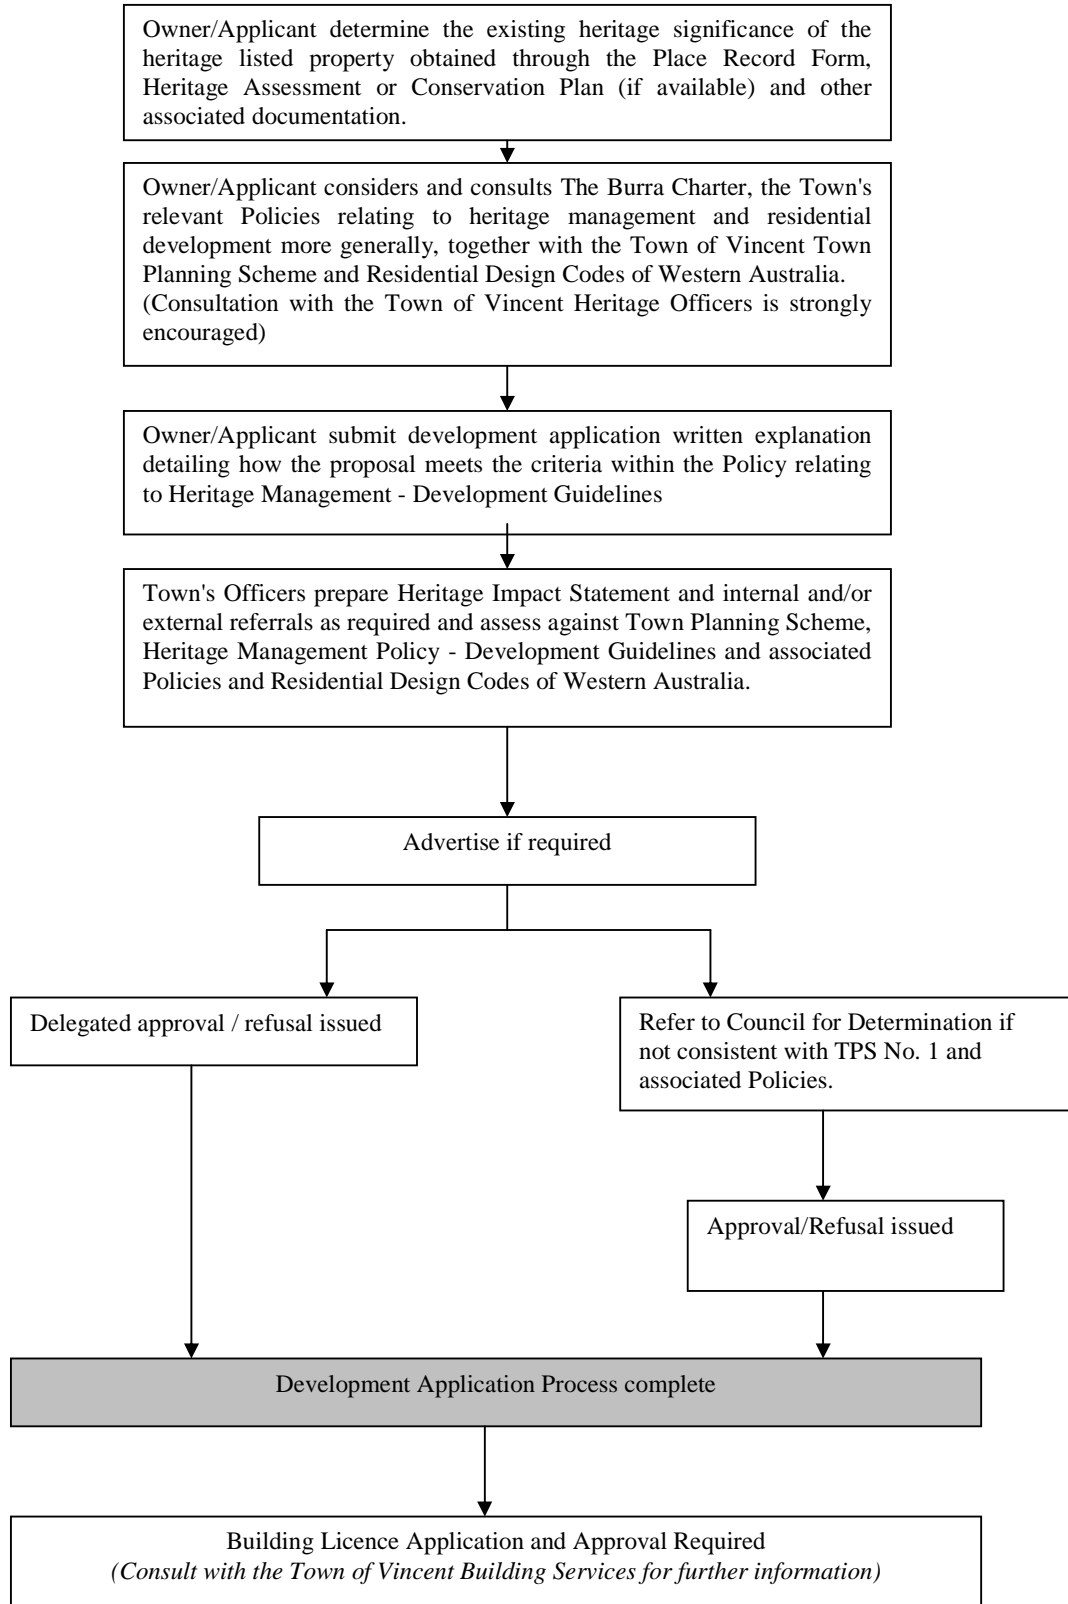 Owner/Applicant determine the existing heritage significance of the
heritage listed property obtained through the Place Record Form,
Heritage Assessment or Conservation Plan (if available) and other
associated documentation.
Owner/Applicant considers and consults The Burra Charter, the Town's
relevant Policies relating to heritage management and residential
development more generally, together with the Town of Vincent Town
Planning Scheme and Residential Design Codes of Western Australia.
(Consultation with the Town of Vincent Heritage Officers is strongly
encouraged)
Owner/Applicant submit development application written explanation
detailing how the proposal meets the criteria within the Policy relating
to Heritage Management - Development Guidelines
Town's Officers prepare Heritage Impact Statement and internal and/or
external referrals as required and assess against Town Planning Scheme,
Heritage Management Policy - Development Guidelines and associated
Policies and Residential Design Codes of Western Australia.
Advertise if required
Delegated approval / refusal issued
Refer to Council for Determination if
not consistent with TPS No. 1 and
associated Policies.
Approval/Refusal issued
Development Application Process complete
Building Licence Application and Approval Required
(Consult with the Town of Vincent Building Services for further information)